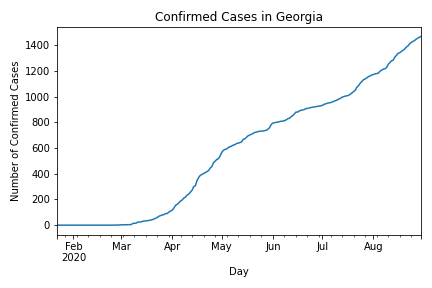 Confirmed Cases in Georgia
Number of Confirmed Cases
1400
1200
1000
800
600
400
200
0
Feb Mar Apr May Jun Jul Aug
2020
Day